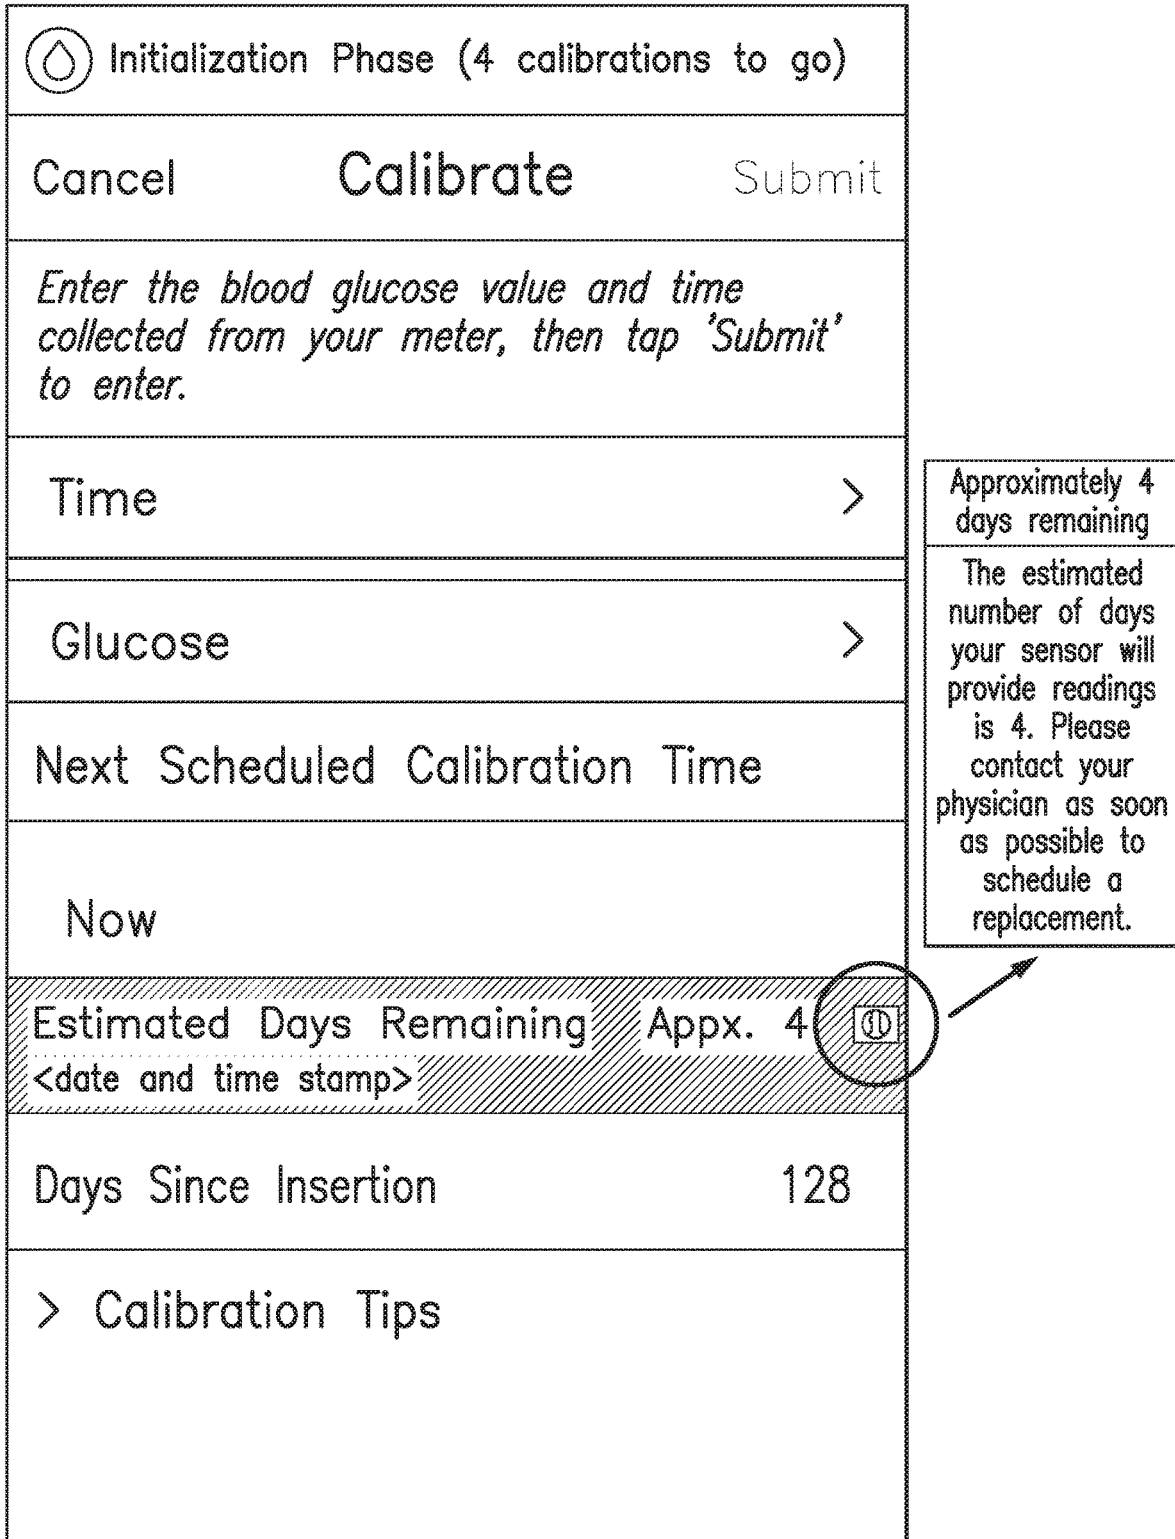 Initialization Phase (4 calibrations to go)
Cancel Calibrate Submit
Enter the blood glucose value and time
collected from your meter, then tap 'Submit'
to enter.
Time >
Glucose >
Next Scheduled Calibration Time
Now
Estimated Days Remaining Appx. 4
<date and time stamp>
Days Since Insertion 128
> Calibration Tips
Approximately 4
days remaining
The estimated
number of days
your sensor will
provide readings
is 4. Please
contact your
physician as soon
as possible to
schedule a
replacement.